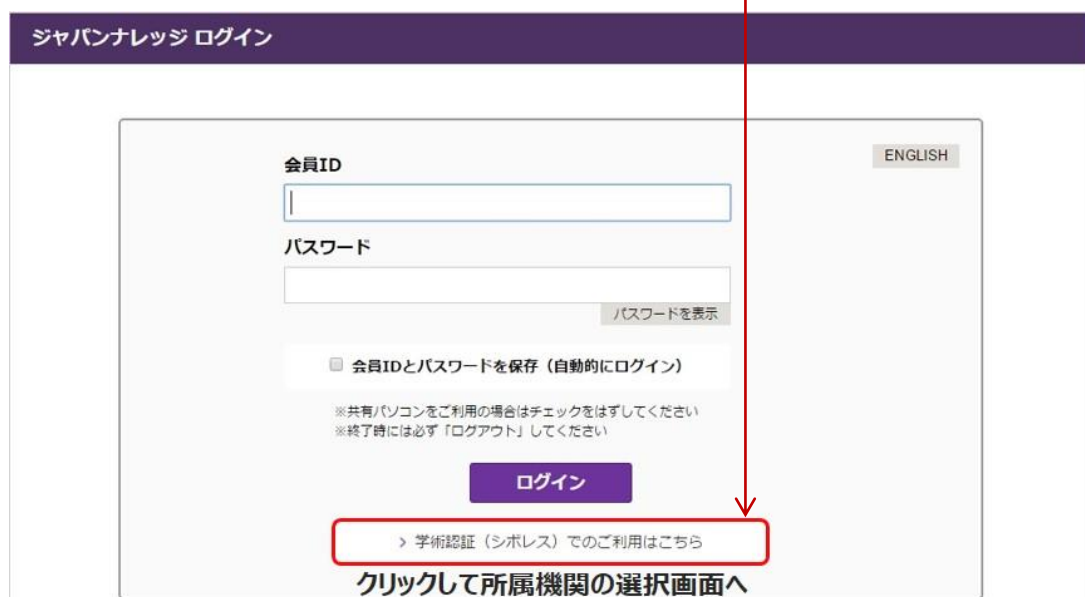 ジャパンナレッジ ログイン
ENGLISH
会員ID
パスワード
パスワードを表示
会員IDとパスワードを保存（自動的にログイン）
※共有パソコンをご利用の場合はチェックをはずしてください
※終了時には必ず「ログアウト」してください
ログイン
> 学術認証（シボレス）でのご利用はこちら
クリックして所属機関の選択画面へ